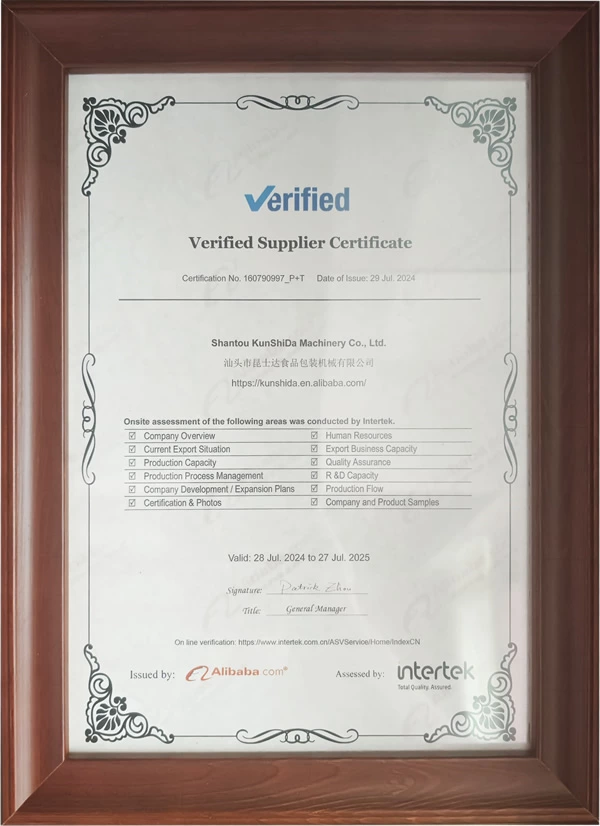 Verified
Verified Supplier Certificate
Certification No. 160790997_P+T Date of Issue: 29 Jul. 2024
Shantou KunShiDa Machinery Co., Ltd.
汕头市昆士达食品包装机械有限公司
https://kunshida.en.alibaba.com/
Onsite assessment of the following areas was conducted by Intertek.
☑ Company Overview ☑ Human Resources
☑ Current Export Situation ☑ Export Business Capacity
☑ Production Capacity ☑ Quality Assurance
☑ Production Process Management ☑ R &D Capacity
☑ Company Development / Expansion Plans ☑ Production Flow
☑ Certification & Photos ☑ Company and Product Samples
Valid: 28 Jul. 2024 to 27 Jul. 2025
Signature: Patrick Zhou
Title: General Manager
On line verification: https://www.intertek.com.cn/ASVService/Home/IndexCN
Issued by: Alibaba.com® Assessed by: intertek
Total Quality. Assured.